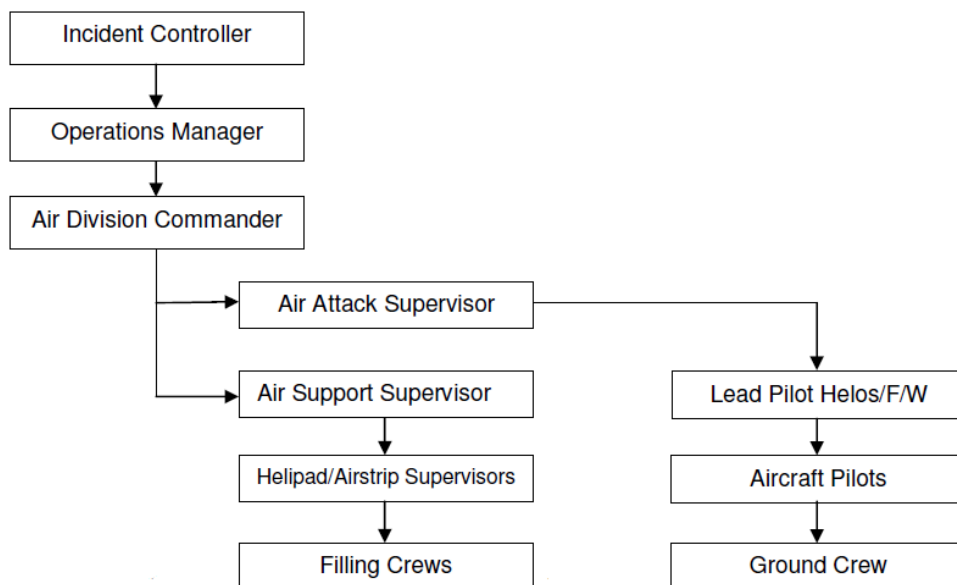 Incident Controller
Operations Manager
Air Division Commander
Air Attack Supervisor
Air Support Supervisor
Lead Pilot Helos/F/W
Helipad/Airstrip Supervisors
Aircraft Pilots
Filling Crews
Ground Crew